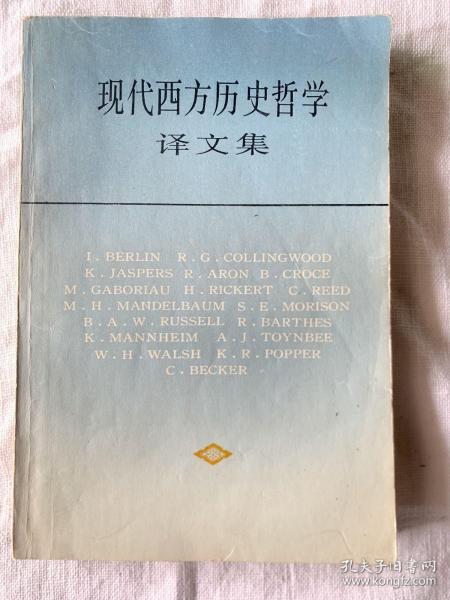 现代西方历史哲学
译文集
I . BERLIN R . G . COLLINGWOOD
K . JASPERS R . ARON B . CROCE
M . GABORIAU H . RICKERT C . REED
M . H . MANDELBAUM S . E . MORISON
B . A . W . RUSSELL R . BARTHES
K . MANNHEIM A . J . TOYNBEE
W . H . WALSH K . R . POPPER
C . BECKER
孔夫子旧书网
www.kongfz.com